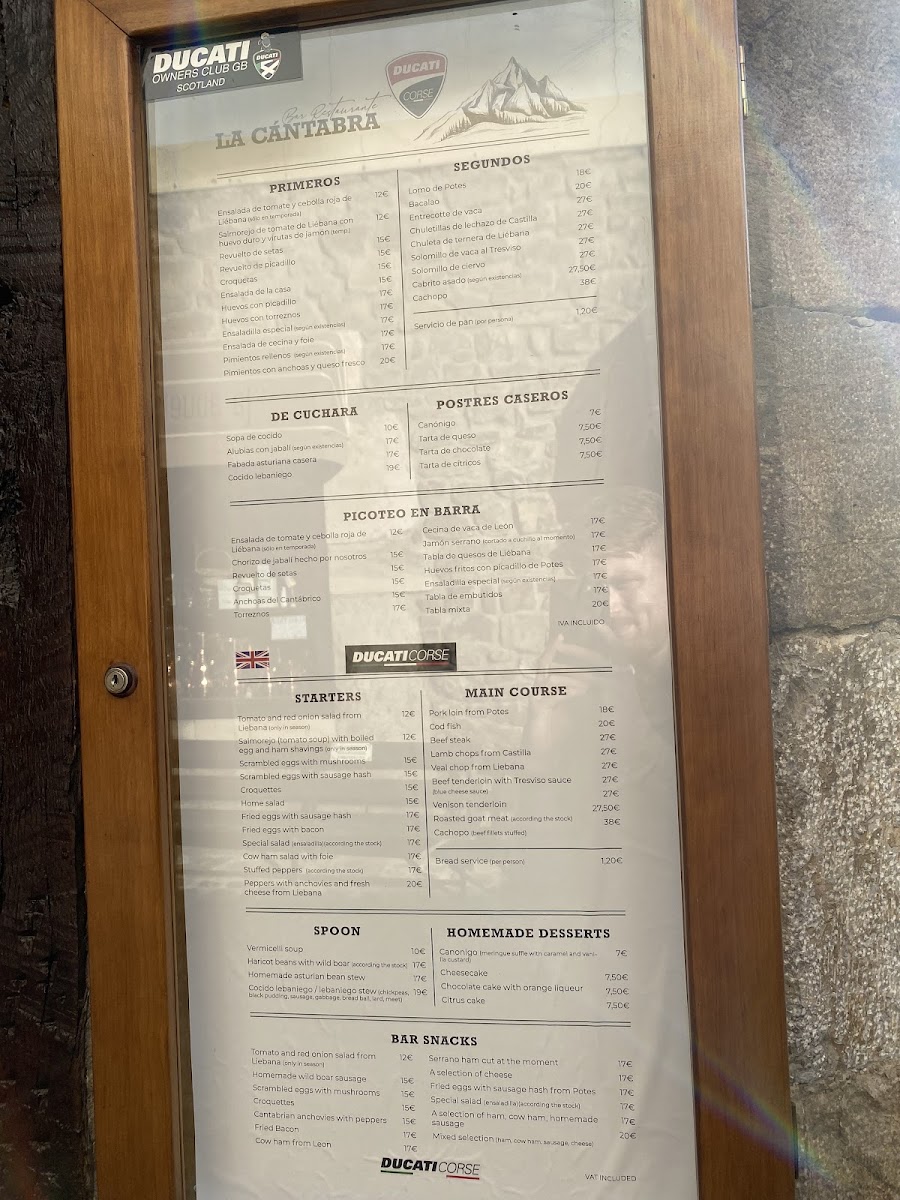 DUCATI
OWNERS CLUB GB
SCOTLAND
DUCATI
DUCATI
CORSE
Bar Restaurante
LA CÁNTABRA
PRIMEROS
Ensalada de tomate y cebolla roja de 12€
Liébana (sólo en temporada)
Salmorejo de tomate de Liébana con 12€
huevo duro y virutas de jamón (temp)
Revuelto de setas 15€
Revuelto de picadillo 15€
Croquetas 15€
Ensalada de la casa 15€
Huevos con picadillo 17€
Huevos con torreznos 17€
Ensaladilla especial (según existencias) 17€
Ensalada de cecina y foie 17€
Pimientos rellenos (según existencias) 17€
Pimientos con anchoas y queso fresco 20€
SEGUNDOS
Lomo de Potes 18€
Bacalao 20€
Entrecotte de vaca 27€
Chuletillas de lechazo de Castilla 27€
Chuleta de ternera de Liébana 27€
Solomillo de vaca al Tresviso 27€
Solomillo de ciervo 27€
Cabrito asado (según existencias) 27,50€
Cachopo 38€
Servicio de pan (por persona) 1,20€
DE CUCHARA
Sopa de cocido 10€
Alubias con jabalí (según existencias) 17€
Fabada asturiana casera 17€
Cocido lebaniego 19€
POSTRES CASEROS
Canónigo 7€
Tarta de queso 7,50€
Tarta de chocolate 7,50€
Tarta de cítricos 7,50€
PICOTEO EN BARRA
Ensalada de tomate y cebolla roja de 12€
Liébana (sólo en temporada)
Chorizo de jabalí hecho por nosotros 15€
Revuelto de setas 15€
Croquetas 15€
Anchoas del Cantábrico 15€
Torreznos 17€
Cecina de vaca de León 17€
Jamón serrano (cortado a cuchillo al momento) 17€
Tabla de quesos de Liébana 17€
Huevos fritos con picadillo de Potes 17€
Ensaladilla especial (según existencias) 17€
Tabla de embutidos 17€
Tabla mixta 20€
IVA INCLUIDO
DUCATI CORSE
STARTERS
Tomato and red onion salad from 12€
Liebana (only in season)
Salmorejo (tomato soup) with boiled 12€
egg and ham shavings (only in season)
Scrambled eggs with mushrooms 15€
Scrambled eggs with sausage hash 15€
Croquettes 15€
Home salad 15€
Fried eggs with sausage hash 17€
Fried eggs with bacon 17€
Special salad (ensaladilla)(according the stock) 17€
Cow ham salad with foie 17€
Stuffed peppers (according the stock) 17€
Peppers with anchovies and fresh 20€
cheese from Liebana
MAIN COURSE
Pork loin from Potes 18€
Cod fish 20€
Beef steak 27€
Lamb chops from Castilla 27€
Veal chop from Liebana 27€
Beef tenderloin with Tresviso sauce 27€
(blue cheese sauce)
Venison tenderloin 27€
Roasted goat meat (according the stock) 27,50€
Cachopo (beef fillets stuffed) 38€
Bread service (per person) 1,20€
SPOON
Vermicelli soup 10€
Haricot beans with wild boar (according the stock) 17€
Homemade asturian bean stew 17€
Cocido lebaniego / lebaniego stew (chickpeas, 19€
black pudding, sausage, gabbage, bread ball, lard, meet)
HOMEMADE DESSERTS
Canonigo (meringue suffle with caramel and vani- 7€
lle custard)
Cheesecake 7,50€
Chocolate cake with orange liqueur 7,50€
Citrus cake 7,50€
BAR SNACKS
Tomato and red onion salad from 12€
Liebana (only in season)
Homemade wild boar sausage 15€
Scrambled eggs with mushrooms 15€
Croquettes 15€
Cantabrian anchovies with peppers 15€
Fried Bacon 17€
Cow ham from Leon 17€
Serrano ham cut at the moment 17€
A selection of cheese 17€
Fried eggs with sausage hash from Potes 17€
Special salad (ensaladilla)(according the stock) 17€
A selection of ham, cow ham, homemade 17€
sausage
Mixed selection (ham, cow ham, sausage, cheese) 20€
DUCATI CORSE
VAT INCLUDED